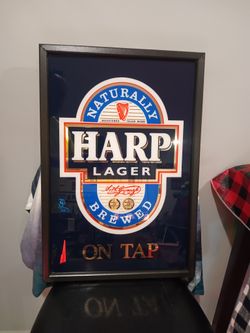 NATURALLY
HARP
LAGER
BREWED
ON TAP